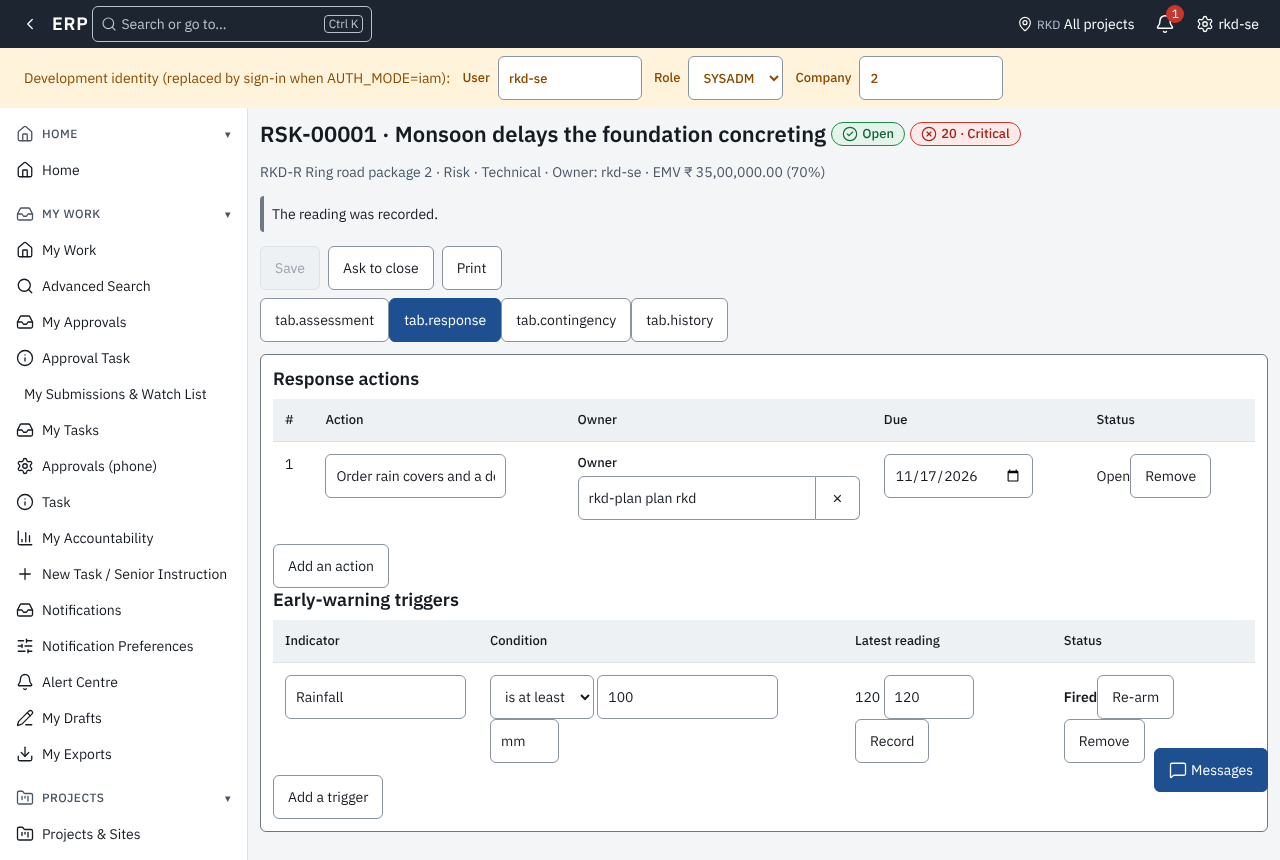 ERP Search or go to... Ctrl K RKD All projects 1 rkd-se
Development identity (replaced by sign-in when AUTH_MODE=iam): User rkd-se Role SYSADM Company 2
HOME
Home
MY WORK
My Work
Advanced Search
My Approvals
Approval Task
My Submissions & Watch List
My Tasks
Approvals (phone)
Task
My Accountability
New Task / Senior Instruction
Notifications
Notification Preferences
Alert Centre
My Drafts
My Exports
PROJECTS
Projects & Sites
RSK-00001 · Monsoon delays the foundation concreting Open 20 · Critical
RKD-R Ring road package 2 · Risk · Technical · Owner: rkd-se · EMV ₹ 35,00,000.00 (70%)
The reading was recorded.
Save Ask to close Print
tab.assessment tab.response tab.contingency tab.history
Response actions
# Action Owner Due Status
Owner
1 Order rain covers and a rkd-plan plan rkd × 11/17/2026 Open Remove
Add an action
Early-warning triggers
Indicator Condition Latest reading Status
Rainfall is at least 100 120 120 Fired Re-arm
mm Record Remove
Add a trigger
Messages